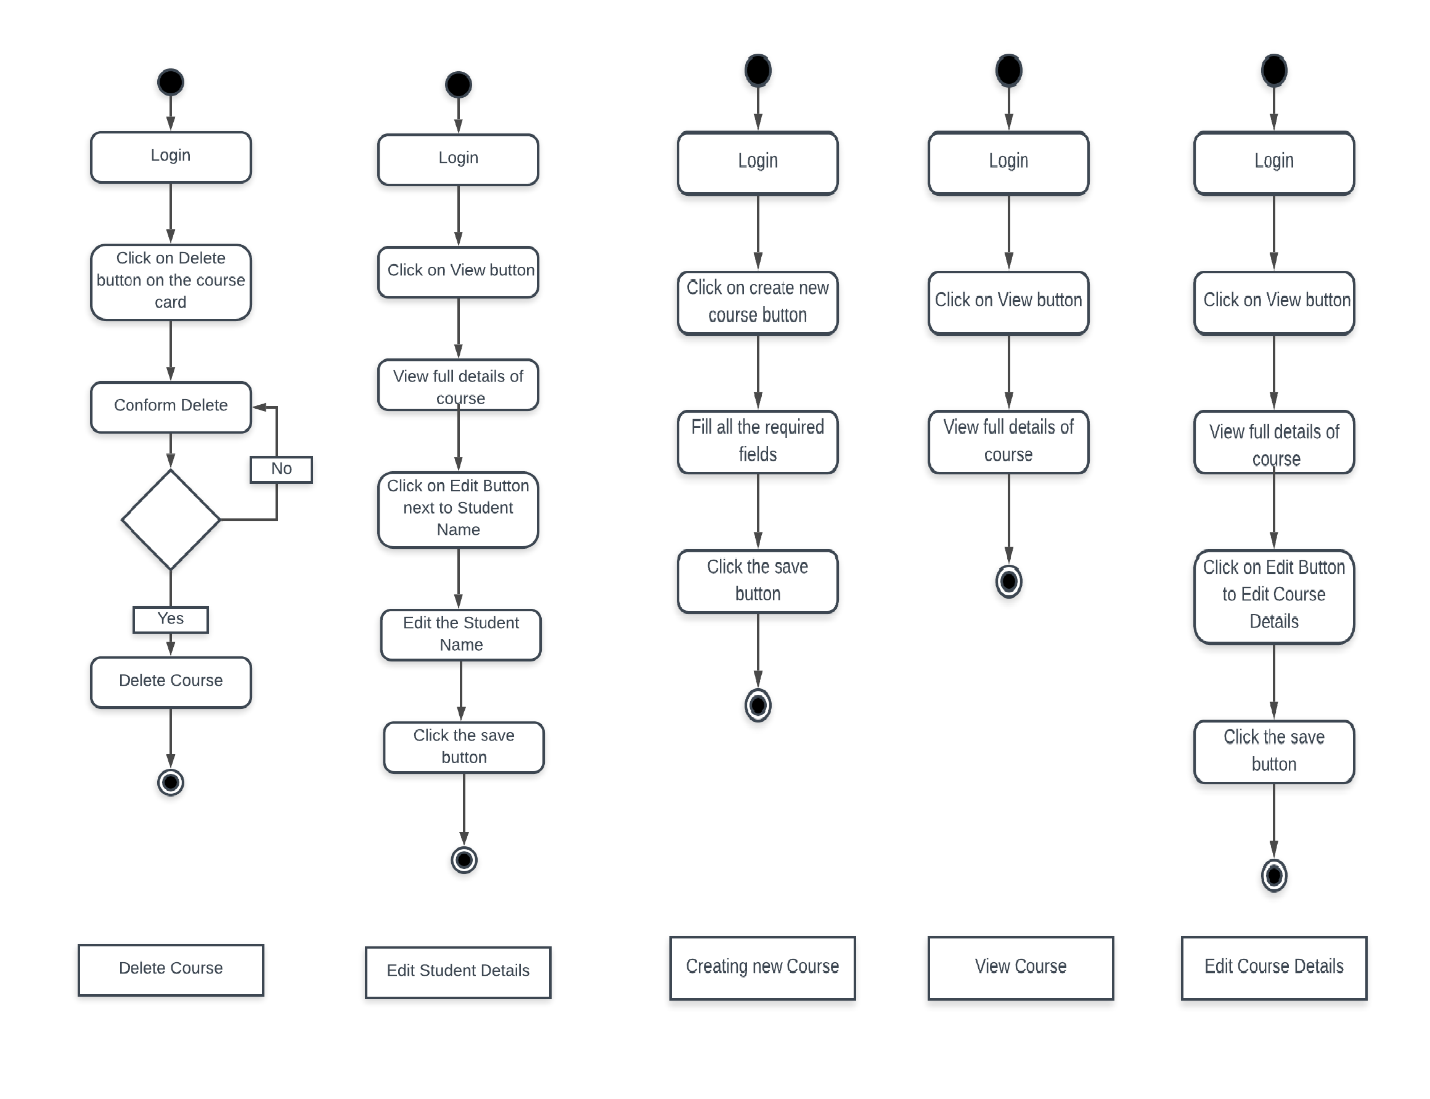 Login
Click on Delete
button on the course
card
Conform Delete
No
Yes
Delete Course
Delete Course
Login
Click on View button
View full details of
course
Click on Edit Button
next to Student
Name
Edit the Student
Name
Click the save
button
Edit Student Details
Login
Click on create new
course button
Fill all the required
fields
Click the save
button
Creating new Course
Login
Click on View button
View full details of
course
View Course
Login
Click on View button
View full details of
course
Click on Edit Button
to Edit Course
Details
Click the save
button
Edit Course Details